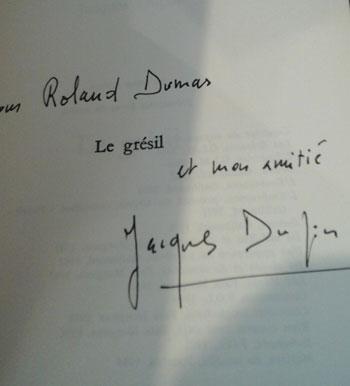 Roland Dumas
Le grésil
et mon amitié
Jacques Dupin